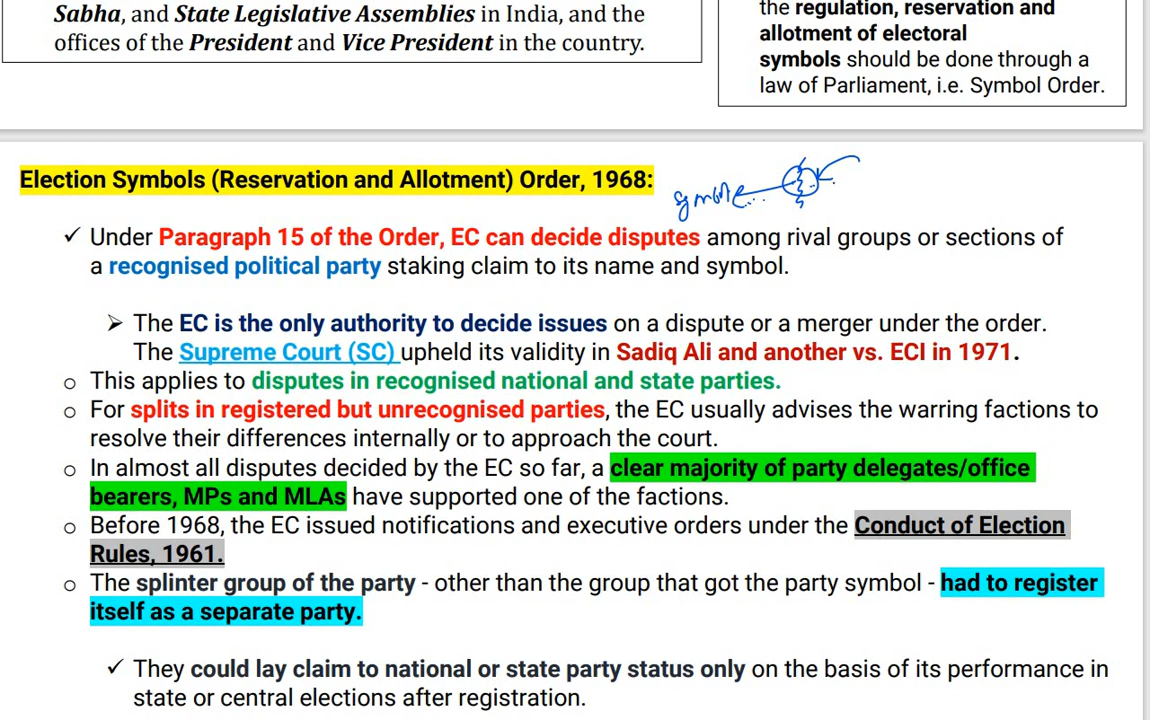 Sabha, and State Legislative Assemblies in India, and the
offices of the President and Vice President in the country.
the regulation, reservation and
allotment of electoral
symbols should be done through a
law of Parliament, i.e. Symbol Order.
Election Symbols (Reservation and Allotment) Order, 1968:
✓ Under Paragraph 15 of the Order, EC can decide disputes among rival groups or sections of
a recognised political party staking claim to its name and symbol.
➢ The EC is the only authority to decide issues on a dispute or a merger under the order.
The Supreme Court (SC) upheld its validity in Sadiq Ali and another vs. ECI in 1971.
o This applies to disputes in recognised national and state parties.
o For splits in registered but unrecognised parties, the EC usually advises the warring factions to
resolve their differences internally or to approach the court.
o In almost all disputes decided by the EC so far, a clear majority of party delegates/office
bearers, MPs and MLAs have supported one of the factions.
o Before 1968, the EC issued notifications and executive orders under the Conduct of Election
Rules, 1961.
o The splinter group of the party - other than the group that got the party symbol - had to register
itself as a separate party.
✓ They could lay claim to national or state party status only on the basis of its performance in
state or central elections after registration.